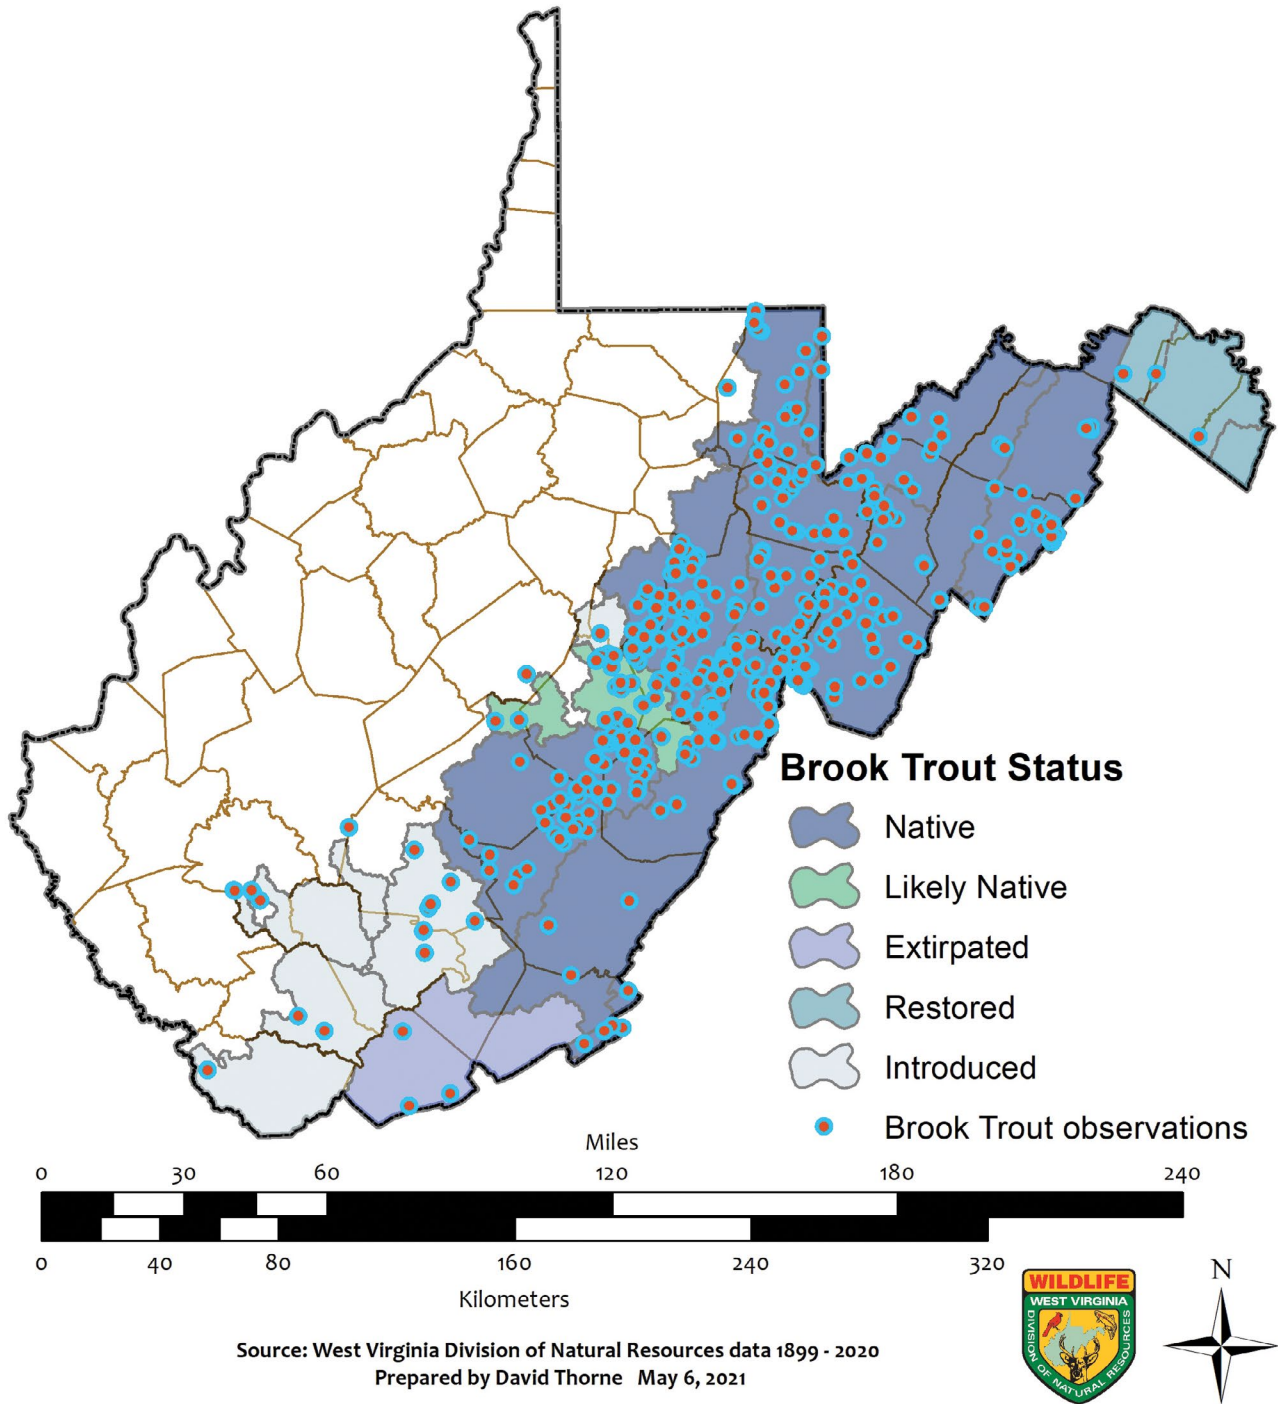 Brook Trout Status
Native
Likely Native
Extirpated
Restored
Introduced
Brook Trout observations
Miles
0 30 60 120 180 240
0 40 80 160 240 320
Kilometers
Source: West Virginia Division of Natural Resources data 1899 - 2020
Prepared by David Thorne May 6, 2021
WILDLIFE
WEST VIRGINIA
DIVISION OF NATURAL RESOURCES
N